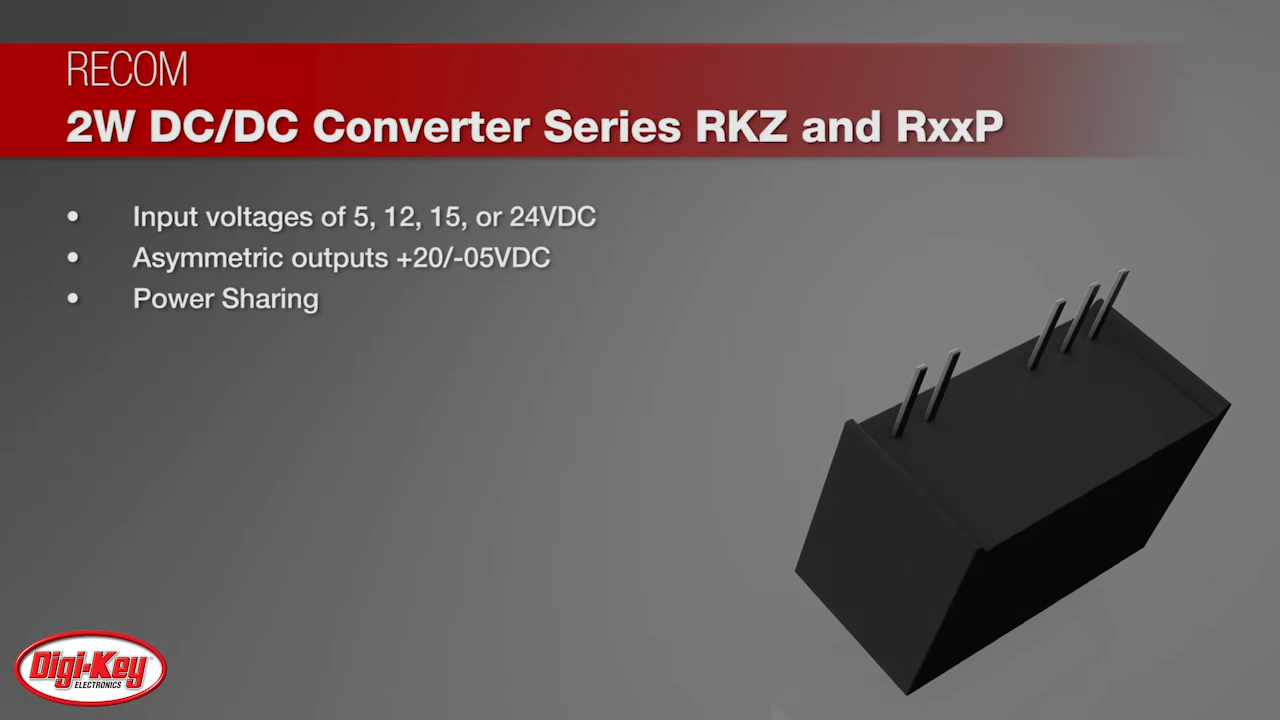 RECOM
2W DC/DC Converter Series RKZ and RxxP
• Input voltages of 5, 12, 15, or 24VDC
• Asymmetric outputs +20/-05VDC
• Power Sharing
Digi-Key
ELECTRONICS